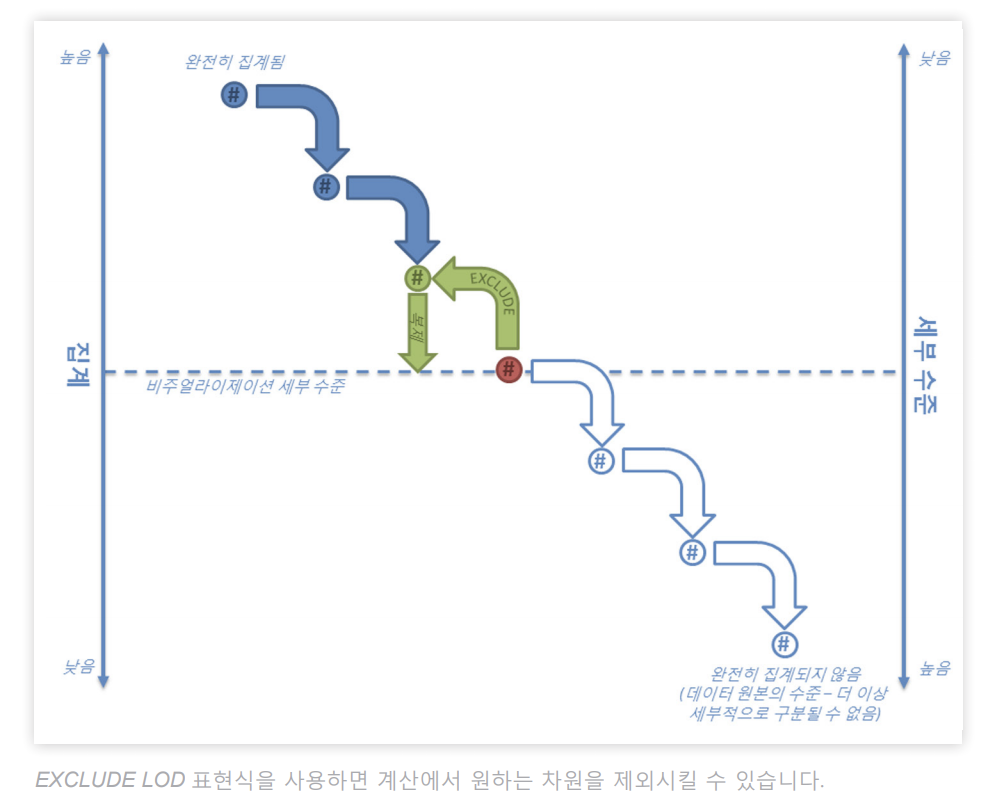 높음
완전히 집계됨
낮음
#
#
#
EXCLUDE
복제
집계
세부 수준
#
비주얼라이제이션 세부 수준
#
#
#
낮음
높음
완전히 집계되지 않음
(데이터 원본의 수준 – 더 이상
세부적으로 구분될 수 없음)
EXCLUDE LOD 표현식을 사용하면 계산에서 원하는 차원을 제외시킬 수 있습니다.